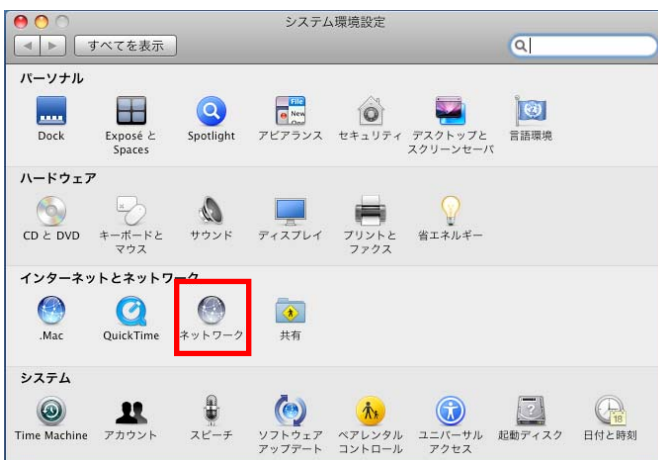 システム環境設定
すべてを表示
パーソナル
Dock
Exposé と
Spaces
Spotlight
アピアランス
セキュリティ
デスクトップと
スクリーンセーバ
言語環境
ハードウェア
CD と DVD
キーボードと
マウス
サウンド
ディスプレイ
プリントと
ファクス
省エネルギー
インターネットとネットワーク
.Mac
QuickTime
ネットワーク
共有
システム
Time Machine
アカウント
スピーチ
ソフトウェア
アップデート
ペアレンタル
コントロール
ユニバーサル
アクセス
起動ディスク
日付と時刻
File
New
18